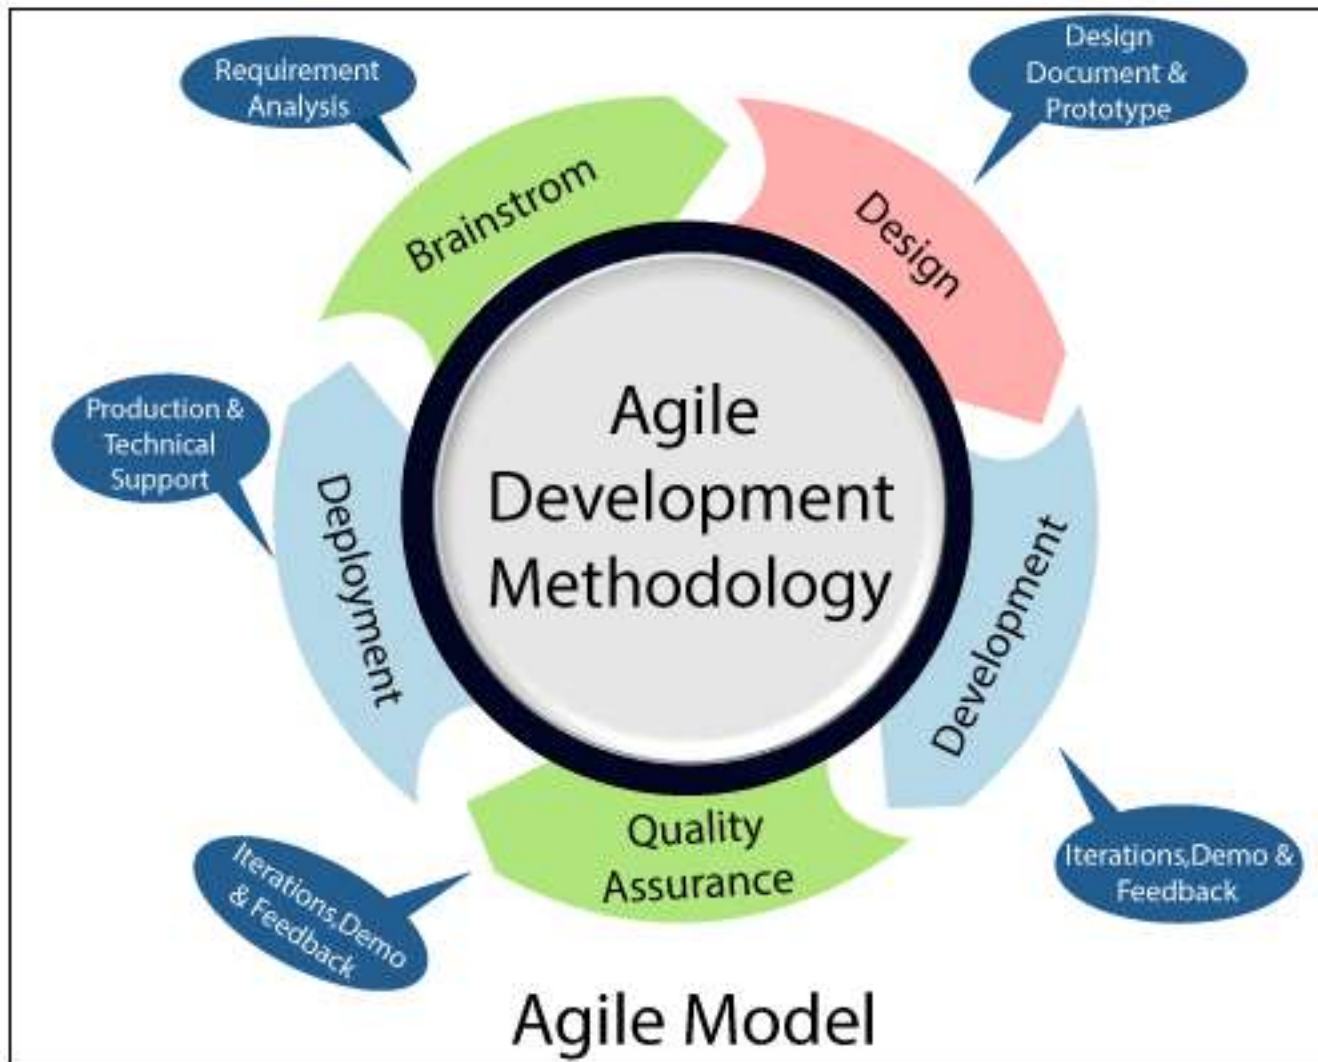 Requirement
Analysis
Design
Document &
Prototype
Brainstrom
Design
Production &
Technical
Support
Agile
Development
Methodology
Deployment
Development
Quality
Assurance
Iterations,Demo
& Feedback
Iterations,Demo &
Feedback
Agile Model